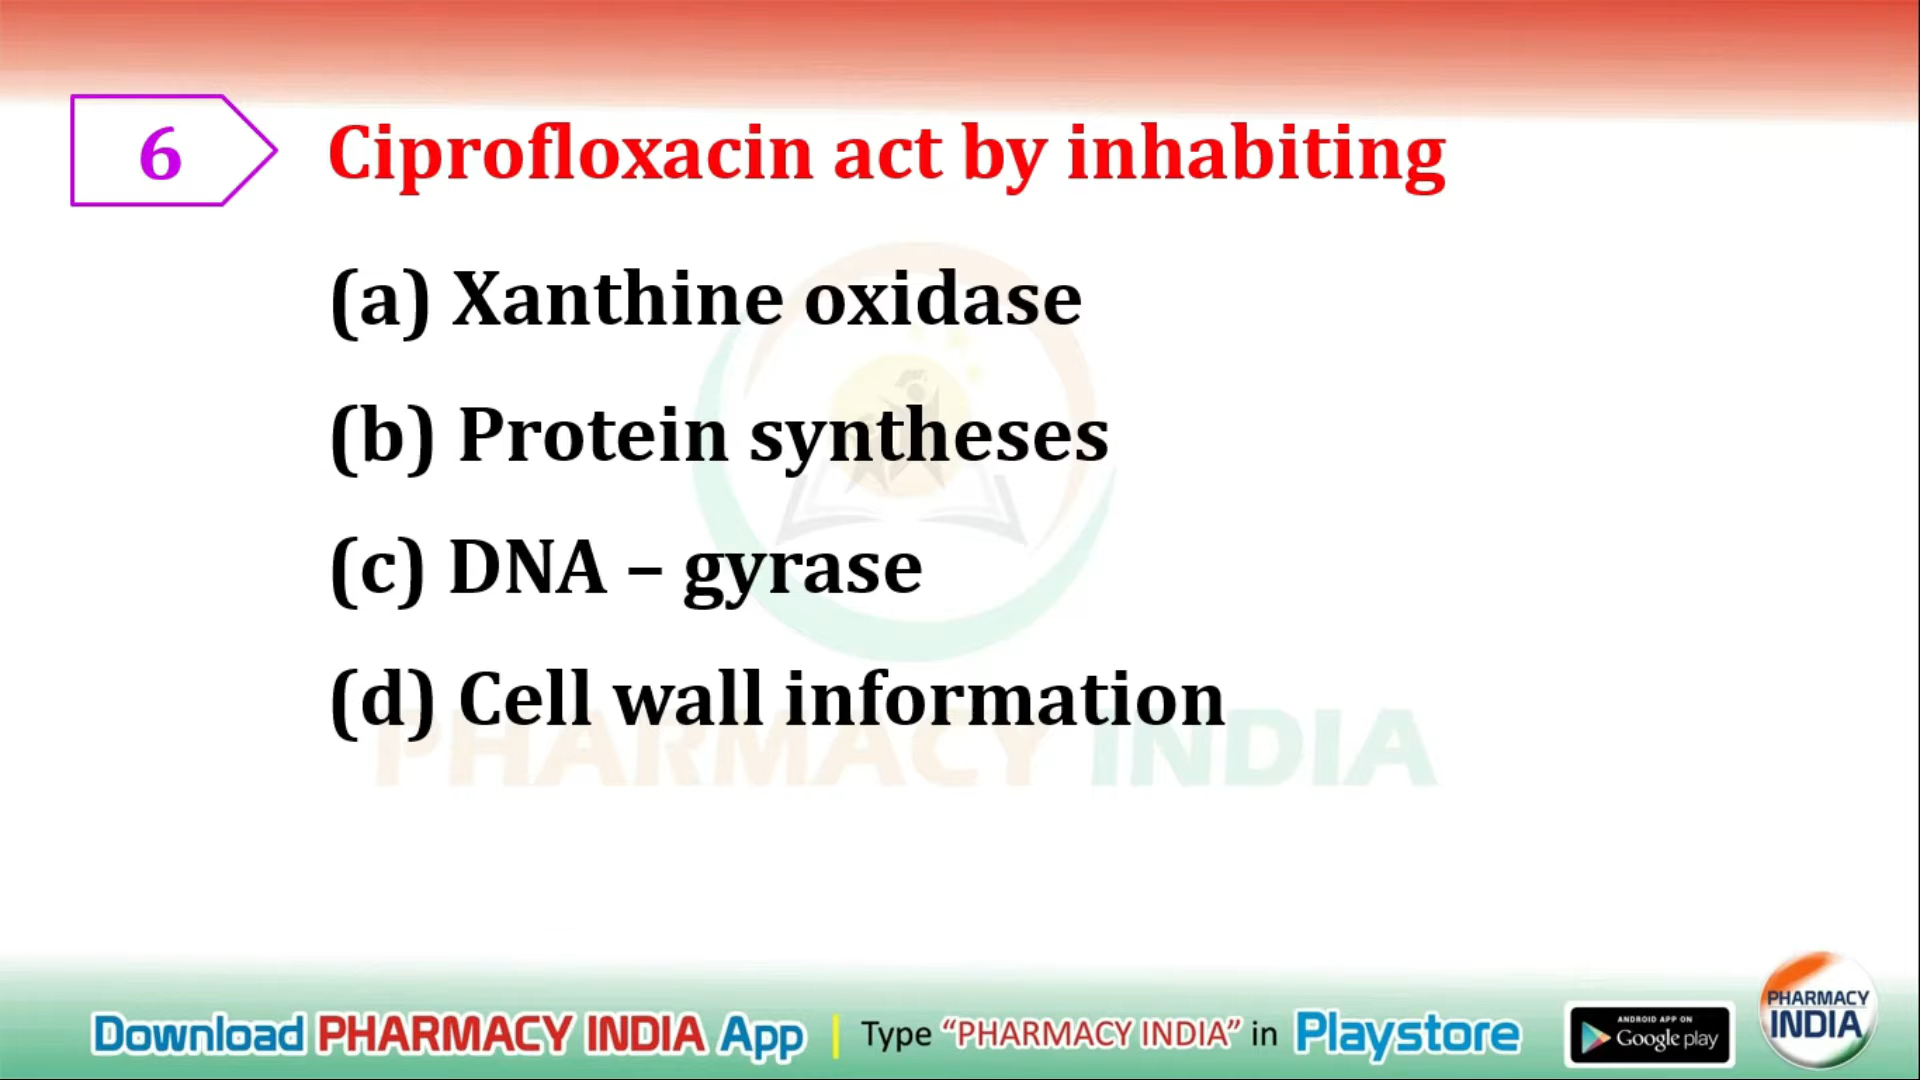 6
Ciprofloxacin act by inhabiting
(a) Xanthine oxidase
(b) Protein syntheses
(c) DNA – gyrase
(d) Cell wall information
PHARMACY INDIA
Download PHARMACY INDIA App | Type “PHARMACY INDIA” in Playstore
ANDROID APP ON
Google play
PHARMACY
INDIA